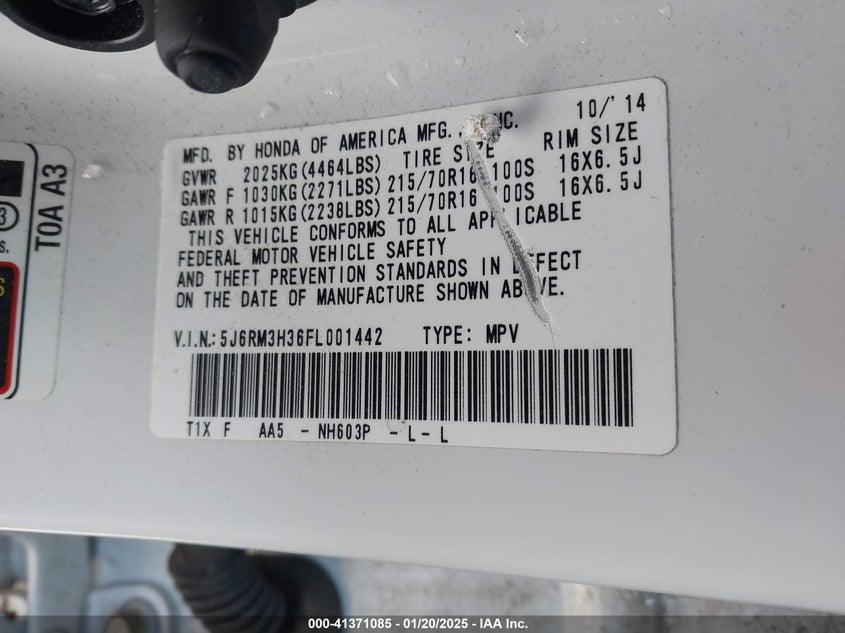 10/'14
MFD. BY HONDA OF AMERICA MFG., INC.
GVWR 2025KG(4464LBS) TIRE SIZE RIM SIZE
GAWR F 1030KG(2271LBS) 215/70R16 100S 16X6.5J
GAWR R 1015KG(2238LBS) 215/70R16 100S 16X6.5J
THIS VEHICLE CONFORMS TO ALL APPLICABLE
FEDERAL MOTOR VEHICLE SAFETY
AND THEFT PREVENTION STANDARDS IN EFFECT
ON THE DATE OF MANUFACTURE SHOWN ABOVE.
V.I.N.: 5J6RM3H36FL001442 TYPE: MPV
T1X F AA5 - NH603P - L- L
T0A A3
3
000-41371085 - 01/20/2025 - IAA Inc.